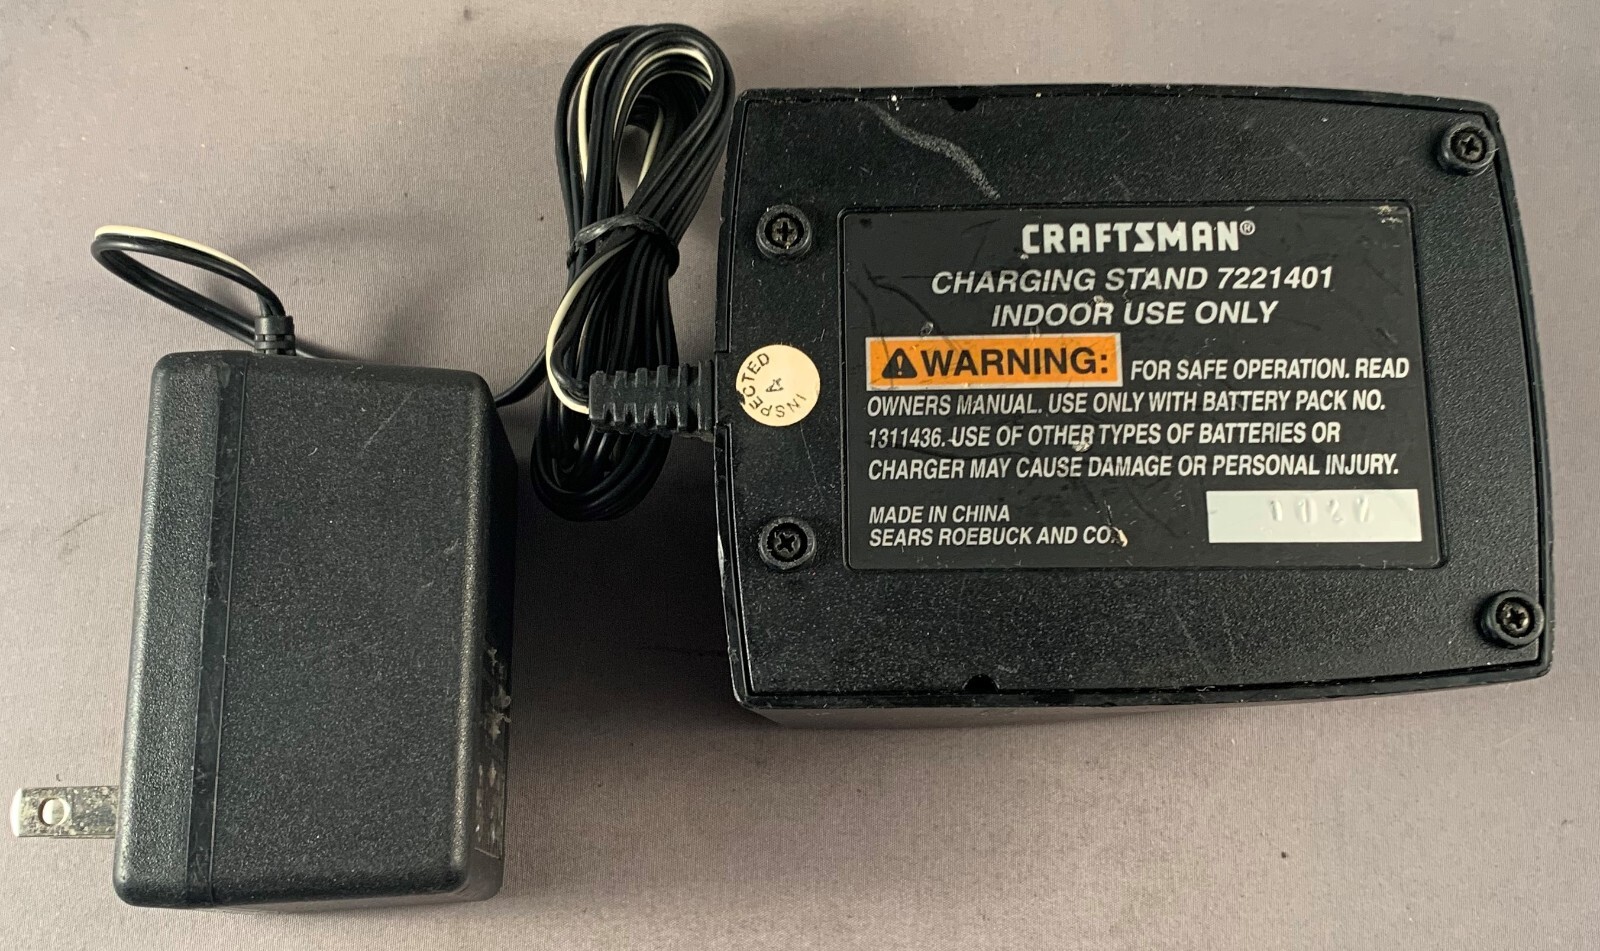 CRAFTSMAN®
CHARGING STAND 7221401
INDOOR USE ONLY
WARNING: FOR SAFE OPERATION. READ
OWNERS MANUAL. USE ONLY WITH BATTERY PACK NO.
1311436. USE OF OTHER TYPES OF BATTERIES OR
CHARGER MAY CAUSE DAMAGE OR PERSONAL INJURY.
MADE IN CHINA
SEARS ROEBUCK AND CO.
INSPECTED
A